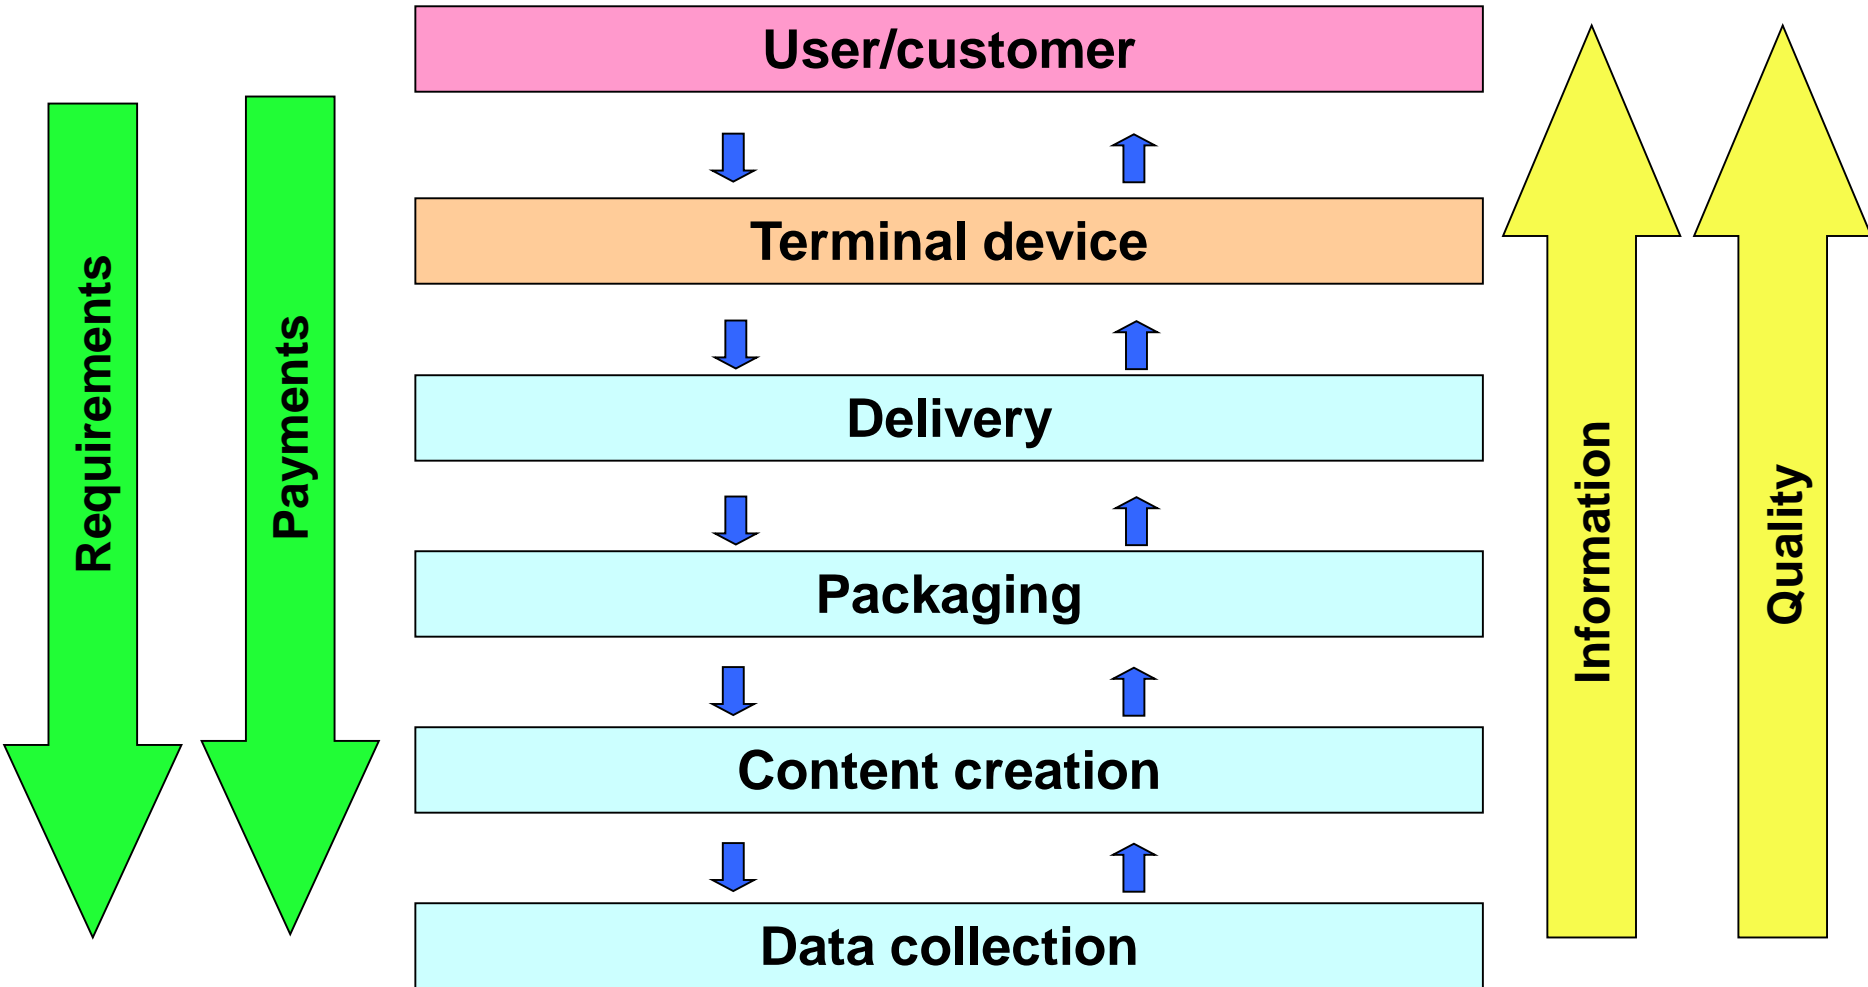 User/customer
Terminal device
Delivery
Packaging
Content creation
Data collection
Requirements
Payments
Information
Quality